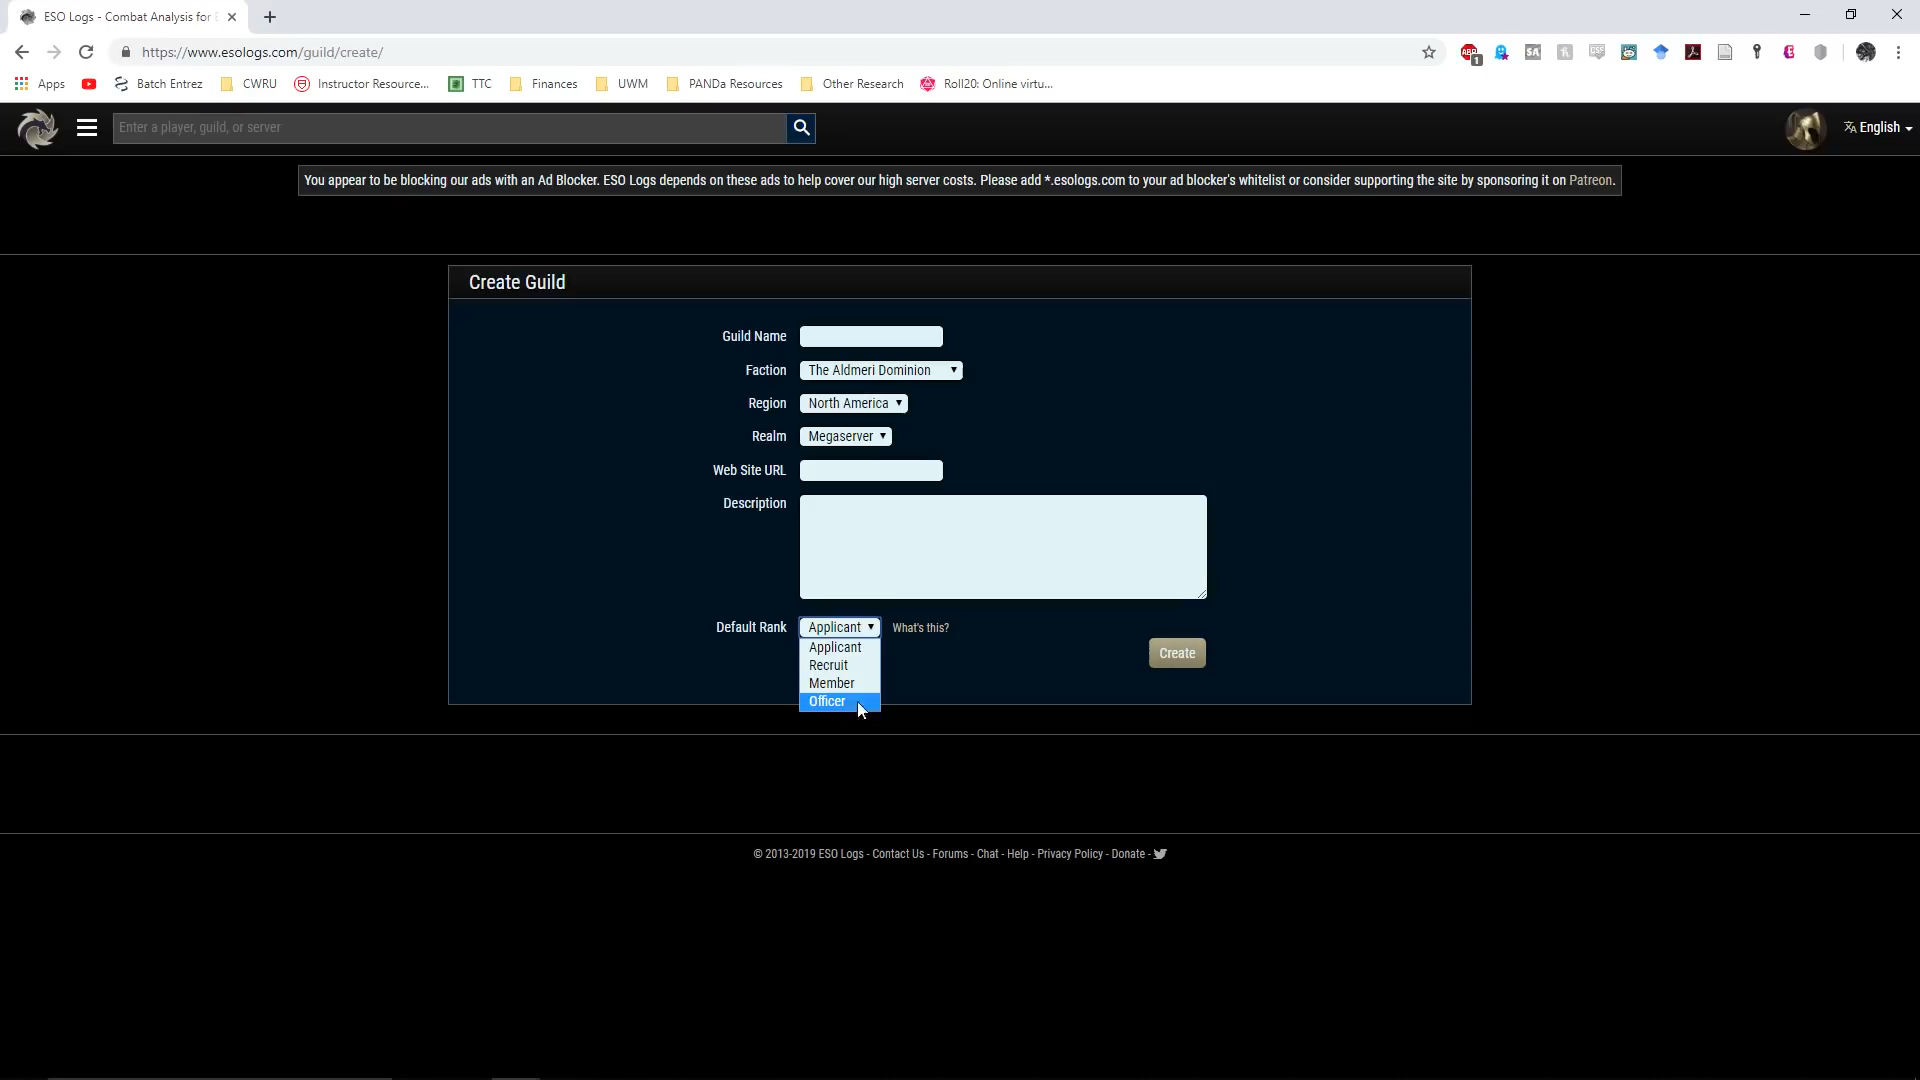 ESO Logs - Combat Analysis for E
https://www.esologs.com/guild/create/
ABP
1
SA
CSS
Apps
Batch Entrez
CWRU
Instructor Resource...
TTC
Finances
UWM
PANDa Resources
Other Research
Roll20: Online virtu...
Enter a player, guild, or server
English
You appear to be blocking our ads with an Ad Blocker. ESO Logs depends on these ads to help cover our high server costs. Please add *.esologs.com to your ad blocker's whitelist or consider supporting the site by sponsoring it on Patreon.
Create Guild
Guild Name
Faction The Aldmeri Dominion
Region North America
Realm Megaserver
Web Site URL
Description
Default Rank Applicant What's this?
Applicant
Recruit
Member
Officer
Create
© 2013-2019 ESO Logs - Contact Us - Forums - Chat - Help - Privacy Policy - Donate -